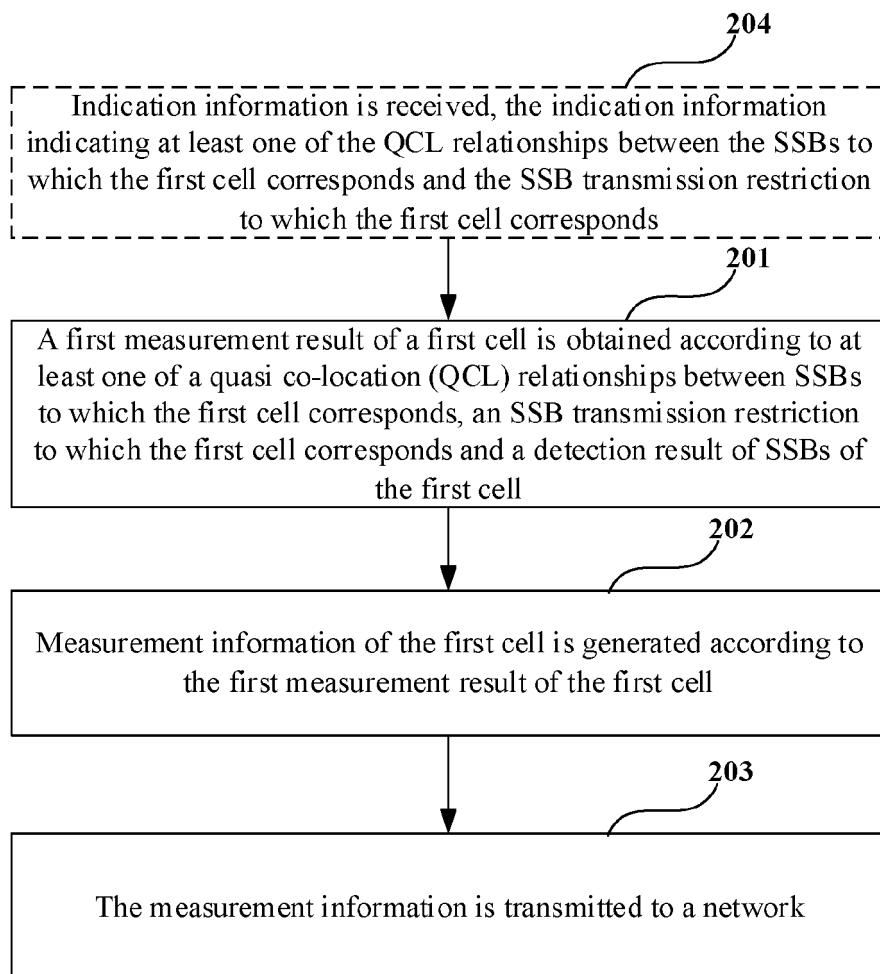 204
Indication information is received, the indication information
indicating at least one of the QCL relationships between the SSBs to
which the first cell corresponds and the SSB transmission restriction
to which the first cell corresponds
201
A first measurement result of a first cell is obtained according to at
least one of a quasi co-location (QCL) relationships between SSBs
to which the first cell corresponds, an SSB transmission restriction
to which the first cell corresponds and a detection result of SSBs of
the first cell
202
Measurement information of the first cell is generated according to
the first measurement result of the first cell
203
The measurement information is transmitted to a network